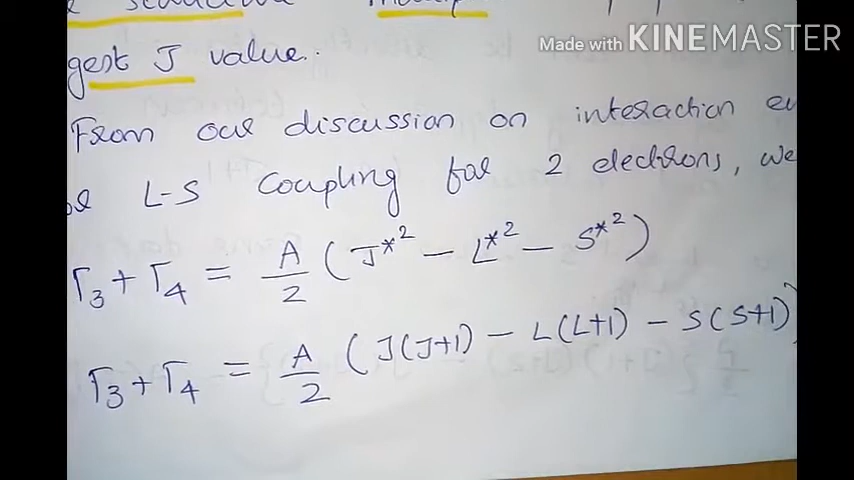 Made with KINEMASTER
gest J value.
From our discussion on interaction en
L-S coupling for 2 electrons, we
Γ3 + Γ4 = A/2 (J*² - L*² - S*²)
Γ3 + Γ4 = A/2 (J(J+1) - L(L+1) - S(S+1)